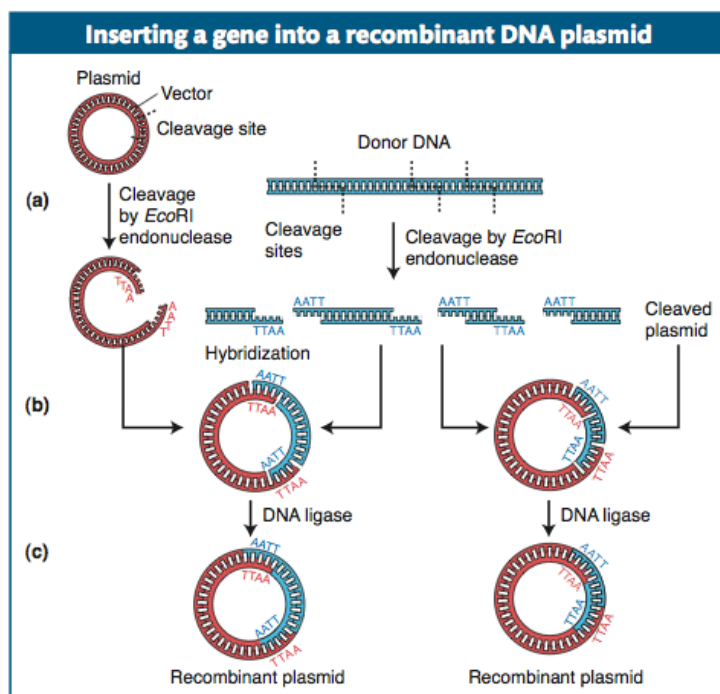 Inserting a gene into a recombinant DNA plasmid
Plasmid
Vector
Cleavage site
Donor DNA
(a)
Cleavage
by EcoRI
endonuclease
Cleavage
sites
Cleavage by EcoRI
endonuclease
TTAA
AATT
TTAA
AATT
TTAA
AATT
TTAA
AATT
Cleaved
plasmid
Hybridization
(b)
AATT
TTAA
AATT
TTAA
AATT
TTAA
TTAA
TTAA
DNA ligase
DNA ligase
(c)
AATT
TTAA
AATT
TTAA
AATT
TTAA
TTAA
TTAA
Recombinant plasmid
Recombinant plasmid